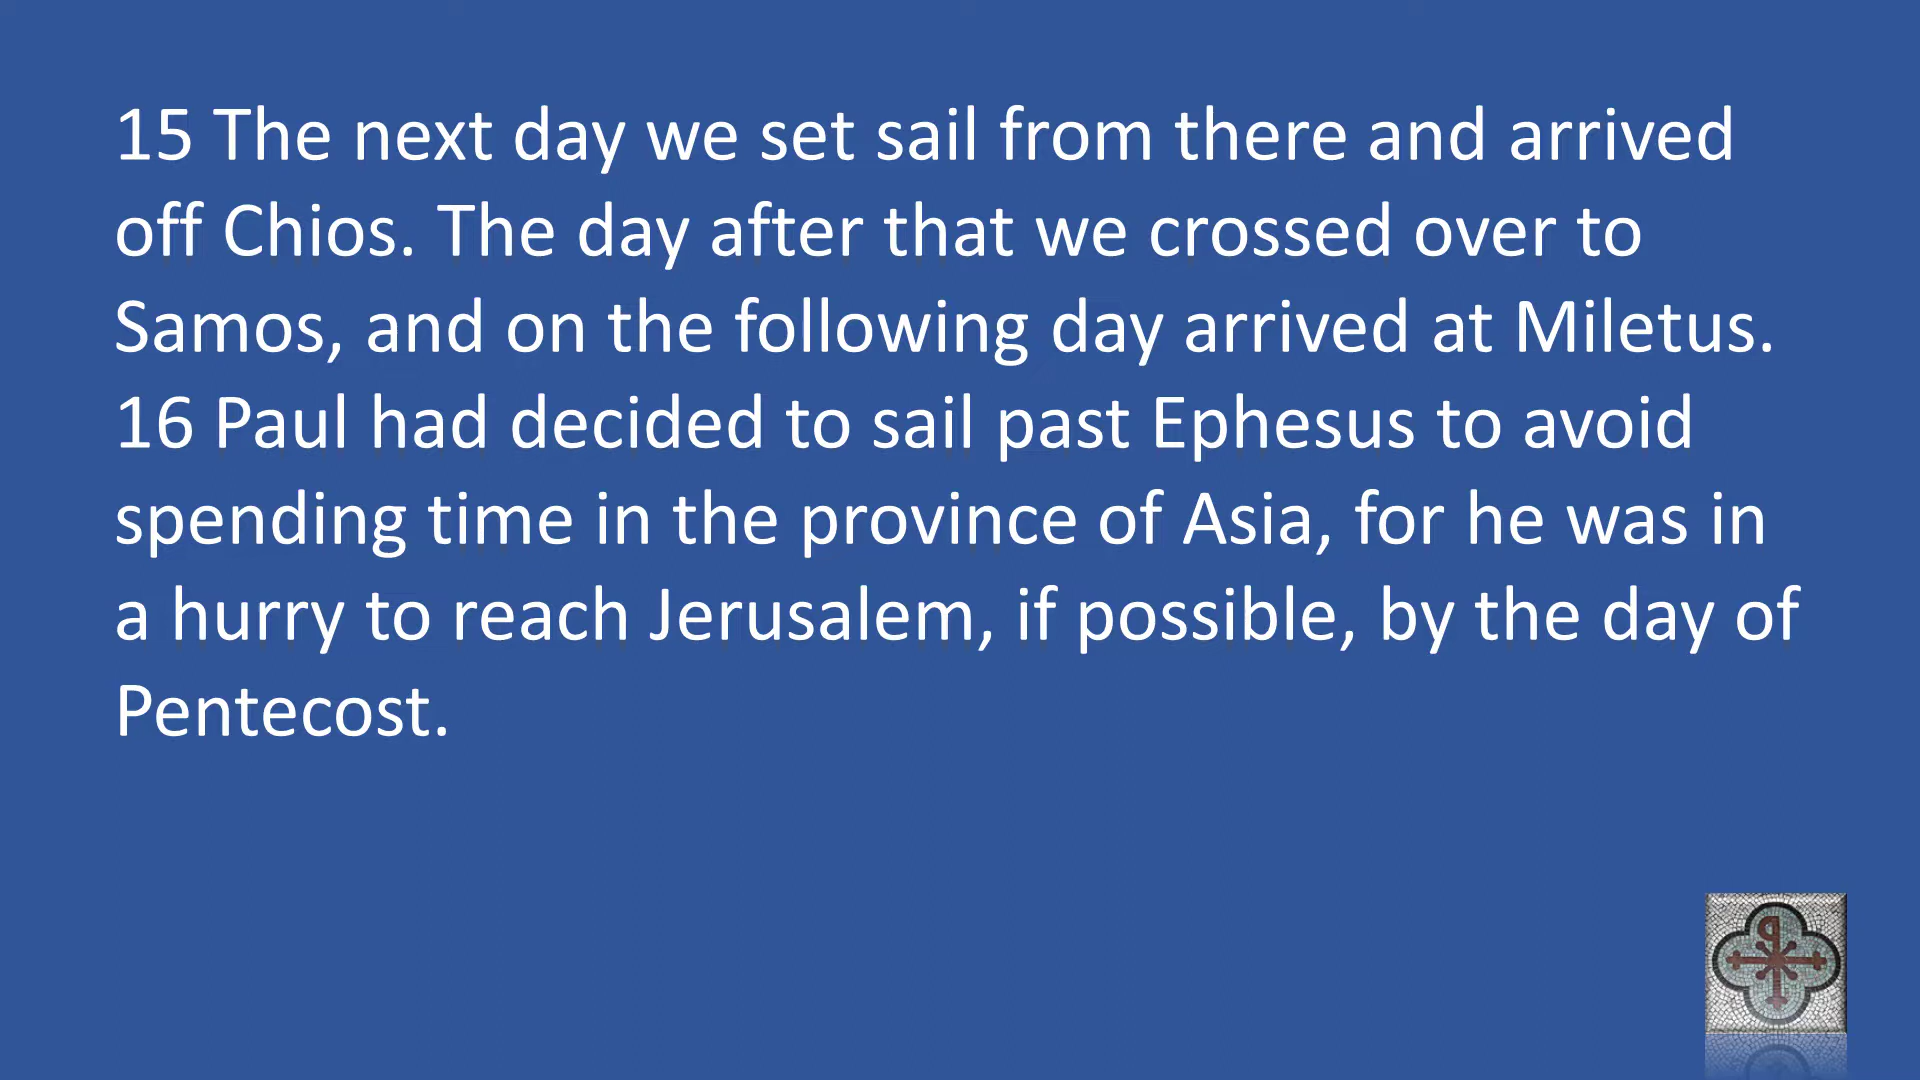 15 The next day we set sail from there and arrived
off Chios. The day after that we crossed over to
Samos, and on the following day arrived at Miletus.
16 Paul had decided to sail past Ephesus to avoid
spending time in the province of Asia, for he was in
a hurry to reach Jerusalem, if possible, by the day of
Pentecost.